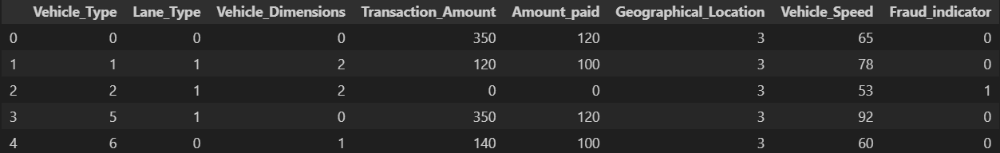 Vehicle_Type Lane_Type Vehicle_Dimensions Transaction_Amount Amount_paid Geographical_Location Vehicle_Speed Fraud_indicator
0 0 0 0 350 120 3 65 0
1 1 1 2 120 100 3 78 0
2 2 1 2 0 0 3 53 1
3 5 1 0 350 120 3 92 0
4 6 0 1 140 100 3 60 0